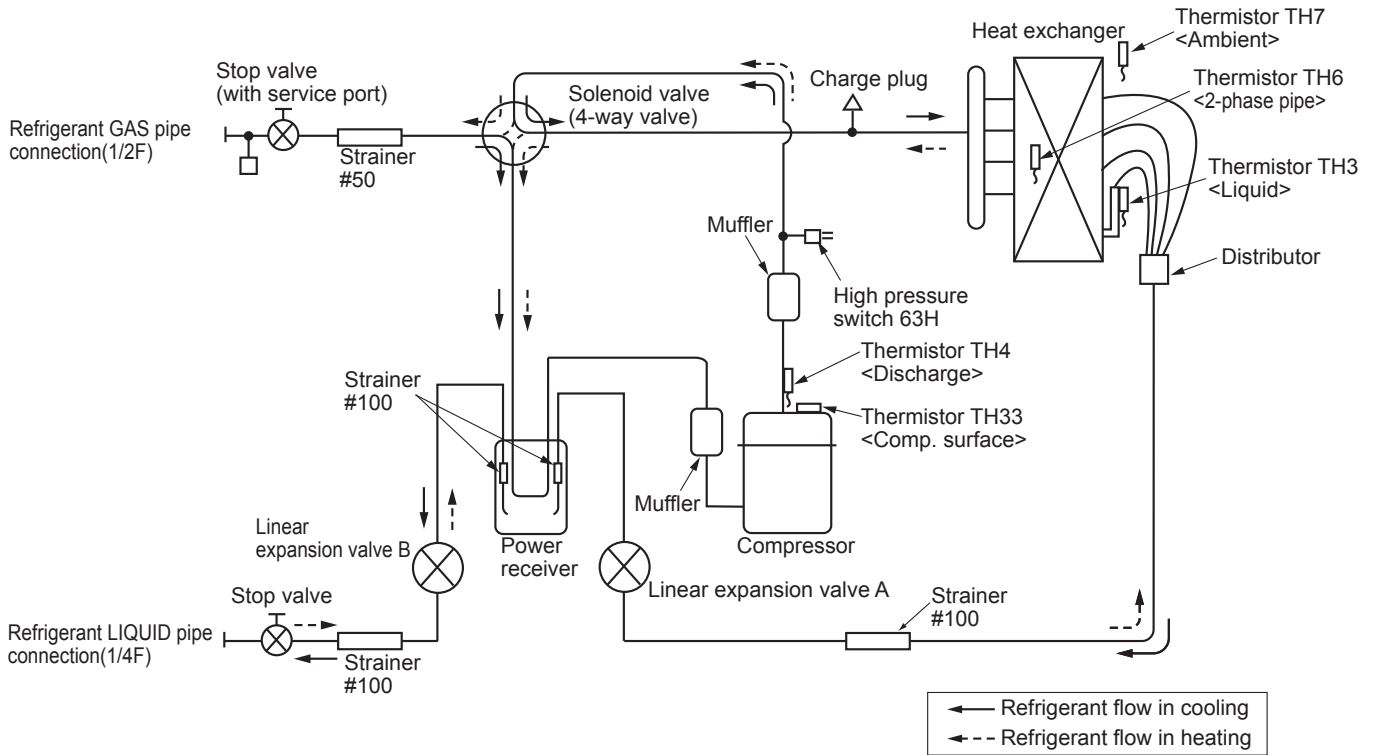 Thermistor TH7
<Ambient>
Heat exchanger
Stop valve
(with service port)
Charge plug
Thermistor TH6
<2-phase pipe>
Solenoid valve
(4-way valve)
Refrigerant GAS pipe
connection(1/2F)
Strainer
#50
Thermistor TH3
<Liquid>
Muffler
Distributor
High pressure
switch 63H
Thermistor TH4
<Discharge>
Strainer
#100
Thermistor TH33
<Comp. surface>
Muffler
Linear
expansion valve B
Power
receiver
Compressor
Linear expansion valve A
Stop valve
Strainer
#100
Refrigerant LIQUID pipe
connection(1/4F)
Strainer
#100
Refrigerant flow in cooling
Refrigerant flow in heating